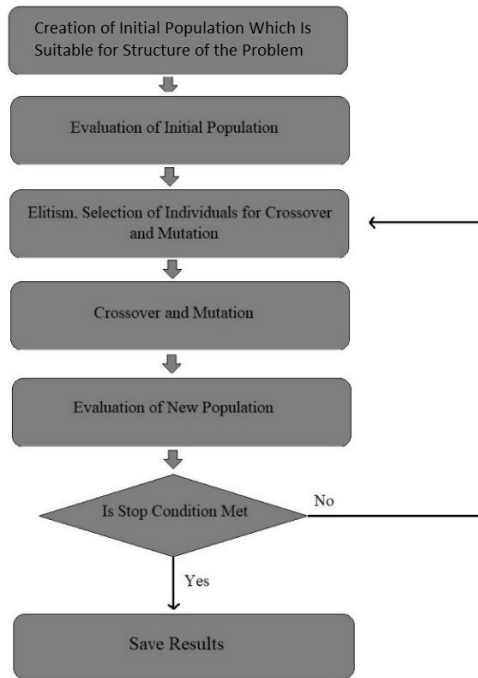 Creation of Initial Population Which Is
Suitable for Structure of the Problem
Evaluation of Initial Population
Elitism, Selection of Individuals for Crossover
and Mutation
Crossover and Mutation
Evaluation of New Population
Is Stop Condition Met
No
Yes
Save Results